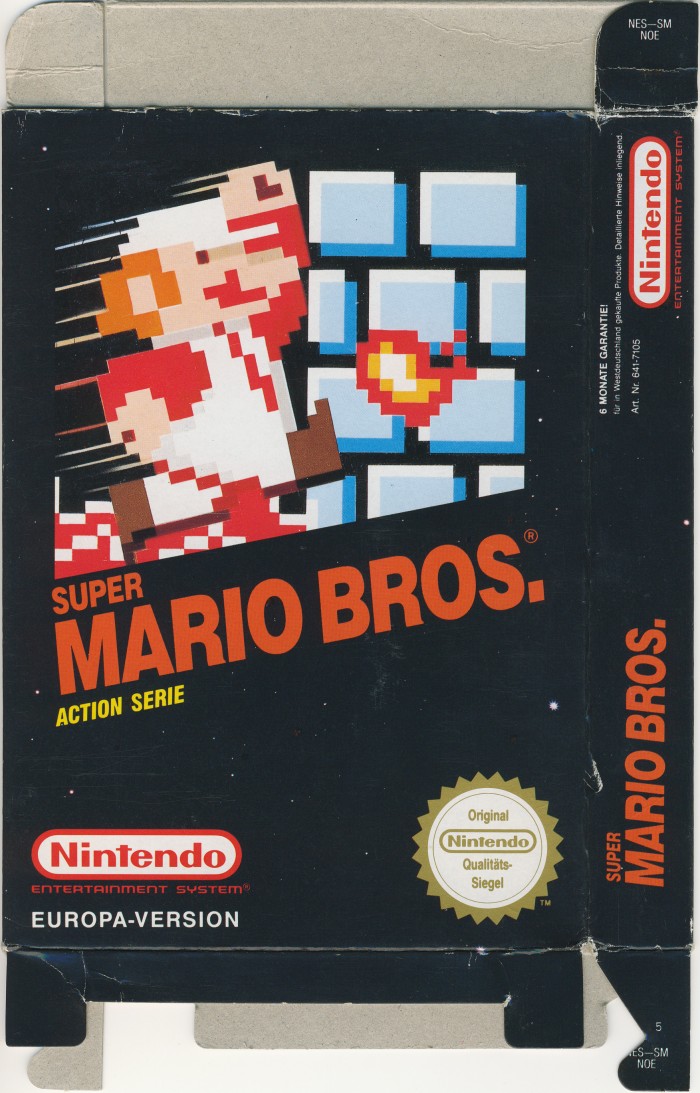 NES—SM
NOE
SUPER
MARIO BROS.®
ACTION SERIE
Nintendo
ENTERTAINMENT SYSTEM®
EUROPA-VERSION
Original
Nintendo
Qualitäts-
Siegel
TM
6 MONATE GARANTIE!
für in Westdeutschland gekaufte Produkte. Detaillierte Hinweise inliegend.
Art. Nr. 641-7105
Nintendo
ENTERTAINMENT SYSTEM®
SUPER
MARIO BROS.
5
NES—SM
NOE